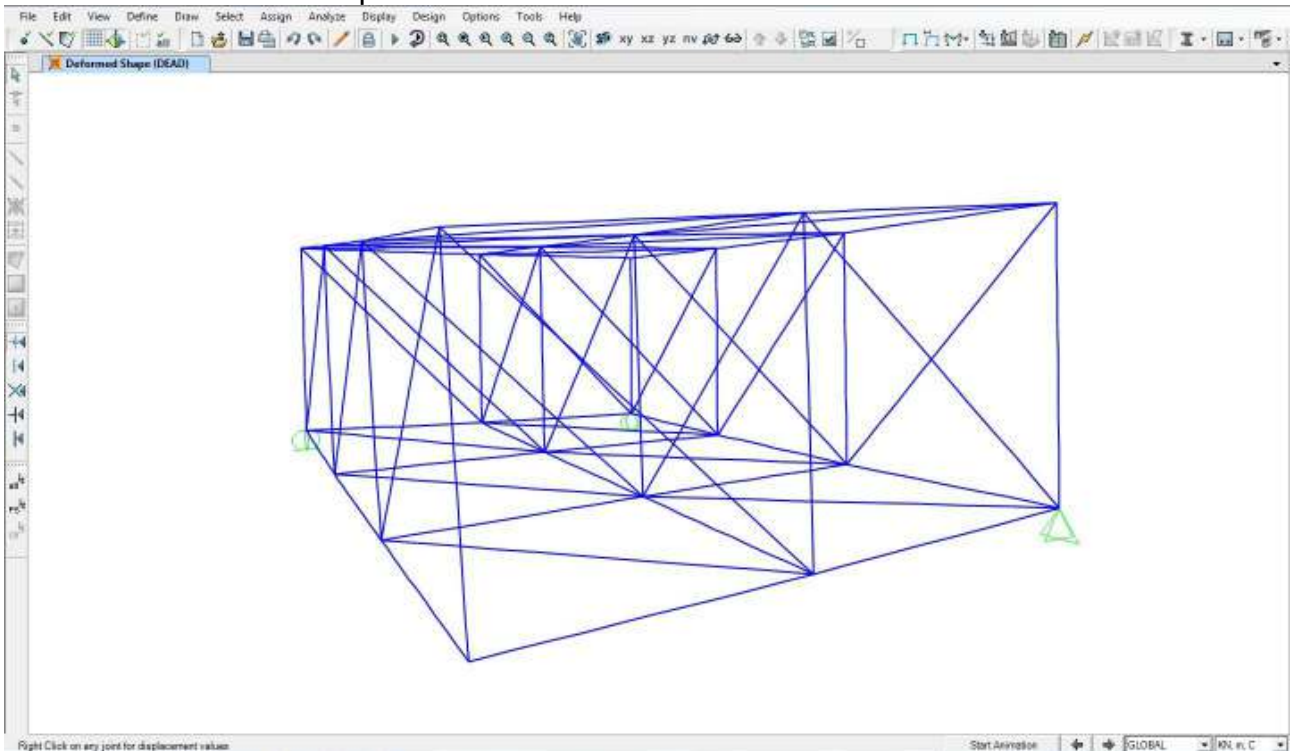 File Edit View Define Draw Select Assign Analyze Display Design Options Tools Help
xy xz yz nv
Deformed Shape (DEAD)
Right Click on any joint for displacement values
Start Animation
GLOBAL
KN, m, C